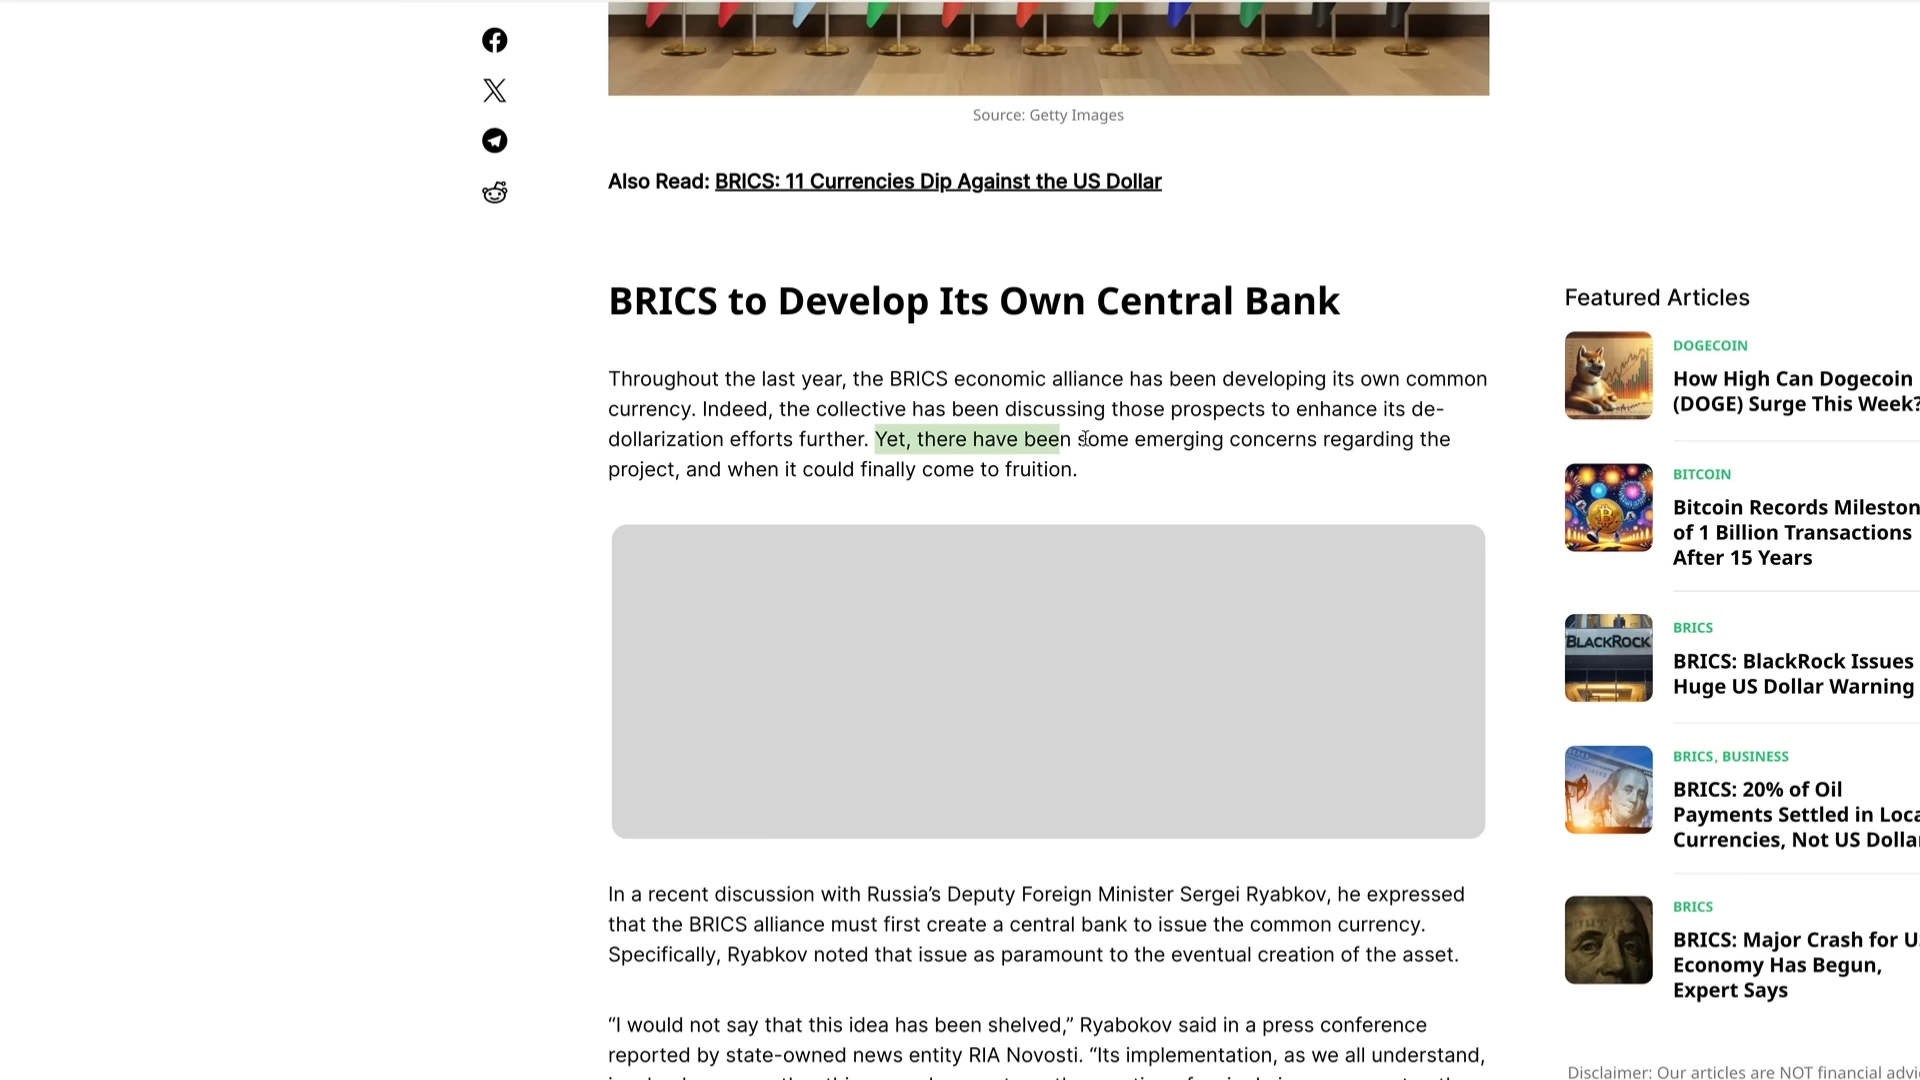 Source: Getty Images
Also Read: BRICS: 11 Currencies Dip Against the US Dollar
BRICS to Develop Its Own Central Bank
Throughout the last year, the BRICS economic alliance has been developing its own common
currency. Indeed, the collective has been discussing those prospects to enhance its de-
dollarization efforts further. Yet, there have been some emerging concerns regarding the
project, and when it could finally come to fruition.
In a recent discussion with Russia’s Deputy Foreign Minister Sergei Ryabkov, he expressed
that the BRICS alliance must first create a central bank to issue the common currency.
Specifically, Ryabkov noted that issue as paramount to the eventual creation of the asset.
“I would not say that this idea has been shelved,” Ryabokov said in a press conference
reported by state-owned news entity RIA Novosti. “Its implementation, as we all understand,
Featured Articles
DOGECOIN
How High Can Dogecoin
(DOGE) Surge This Week?
BITCOIN
Bitcoin Records Mileston
of 1 Billion Transactions
After 15 Years
BLACKROCK
BRICS
BRICS: BlackRock Issues
Huge US Dollar Warning
BRICS, BUSINESS
BRICS: 20% of Oil
Payments Settled in Loca
Currencies, Not US Dolla
BRICS
BRICS: Major Crash for U
Economy Has Begun,
Expert Says
Disclaimer: Our articles are NOT financial advi